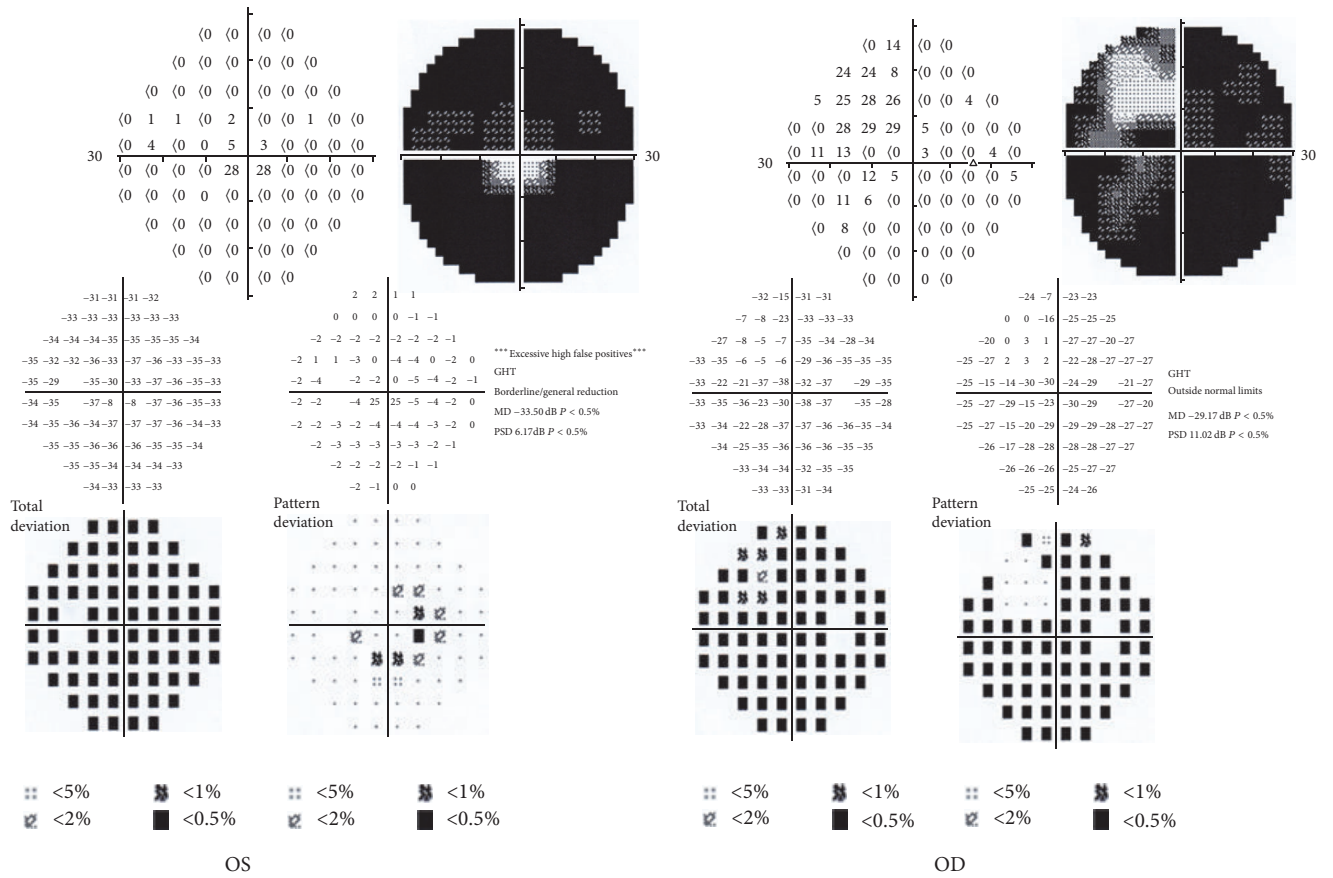 ⟨0 ⟨0 ⟨0 ⟨0
⟨0 ⟨0 ⟨0 ⟨0 ⟨0 ⟨0
⟨0 ⟨0 ⟨0 ⟨0 ⟨0 ⟨0 ⟨0 ⟨0
⟨0 1 1 ⟨0 2 ⟨0 ⟨0 1 ⟨0 ⟨0
⟨0 4 ⟨0 0 5 3 ⟨0 ⟨0 ⟨0 ⟨0
30 30
⟨0 ⟨0 ⟨0 ⟨0 28 28 ⟨0 ⟨0 ⟨0 ⟨0
⟨0 ⟨0 ⟨0 0 ⟨0 ⟨0 ⟨0 ⟨0 ⟨0 ⟨0
⟨0 ⟨0 ⟨0 ⟨0 ⟨0 ⟨0 ⟨0 ⟨0
⟨0 ⟨0 ⟨0 ⟨0 ⟨0 ⟨0
⟨0 ⟨0 ⟨0 ⟨0
−31 −31 −31 −32
−33 −33 −33 −33 −33 −33
−34 −34 −34 −35 −35 −35 −35 −34
−35 −32 −32 −36 −33 −37 −36 −33 −35 −33
−35 −29 −35 −30 −33 −37 −36 −35 −33
−34 −35 −37 −8 −8 −37 −37 −36 −35 −33
−37 −35 −35 −36 −34 −37 −37 −36 −34 −33
−35 −35 −36 −36 −36 −36 −35 −34
−35 −35 −34 −34 −34 −33
−34 −33 −33 −33
2 2 1 1
0 0 0 0 −1 −1
−2 −2 −2 −2 −2 −2 −2 −1
−2 1 1 −3 0 −4 −4 0 −2 0
−2 −4 −2 −2 0 −5 −4 −2 −1
−2 −2 −4 25 25 −5 −4 −2 0
−2 −2 −3 −2 −4 −4 −4 −3 −2 0
−2 −3 −3 −3 −3 −3 −2 −1
−2 −2 −2 −2 −1 −1
−2 −1 0 0
***Excessive high false positives***
GHT
Borderline/general reduction
MD −33.50 dB P < 0.5%
PSD 6.17dB P < 0.5%
Total
deviation
Pattern
deviation
<5% <1% <5% <1%
<2% <0.5% <2% <0.5%
OS
⟨0 14 ⟨0 ⟨0
24 24 8 ⟨0 ⟨0 ⟨0
5 25 28 26 ⟨0 ⟨0 4 ⟨0
⟨0 ⟨0 28 29 29 5 ⟨0 ⟨0 ⟨0 ⟨0
⟨0 11 13 ⟨0 ⟨0 3 ⟨0 ⟨0 4 ⟨0
30 30
⟨0 ⟨0 ⟨0 12 5 ⟨0 ⟨0 ⟨0 ⟨0 5
⟨0 ⟨0 11 6 ⟨0 ⟨0 ⟨0 ⟨0 ⟨0 ⟨0
⟨0 8 ⟨0 ⟨0 ⟨0 ⟨0 ⟨0 ⟨0
⟨0 ⟨0 ⟨0 0 ⟨0 ⟨0
⟨0 ⟨0 0 ⟨0
−32 −15 −31 −31
−7 −8 −23 −33 −33 −33
−27 −8 −5 −7 −35 −34 −28 −34
−33 −35 −6 −5 −6 −29 −36 −35 −35 −35
−33 −22 −21 −37 −38 −32 −37 −29 −35
−33 −35 −36 −23 −30 −38 −37 −35 −28
−33 −34 −22 −28 −37 −37 −36 −36 −35 −34
−34 −25 −35 −36 −36 −35 −35 −35
−33 −34 −34 −32 −35 −35
−33 −33 −31 −34
−24 −7 −23 −23
0 0 −16 −25 −25 −25
−20 0 3 1 −27 −27 −20 −27
−25 −27 2 3 2 −22 −28 −27 −27 −27
−25 −15 −14 −30 −30 −24 −29 −21 −27
−25 −27 −29 −15 −23 −30 −29 −27 −20
−25 −27 −15 −20 −29 −29 −29 −28 −27 −27
−26 −17 −28 −28 −28 −28 −27 −27
−26 −26 −26 −25 −27 −27
−25 −25 −24 −26
GHT
Outside normal limits
MD −29.17 dB P < 0.5%
PSD 11.02 dB P < 0.5%
Total
deviation
Pattern
deviation
<5% <1% <5% <1%
<2% <0.5% <2% <0.5%
OD